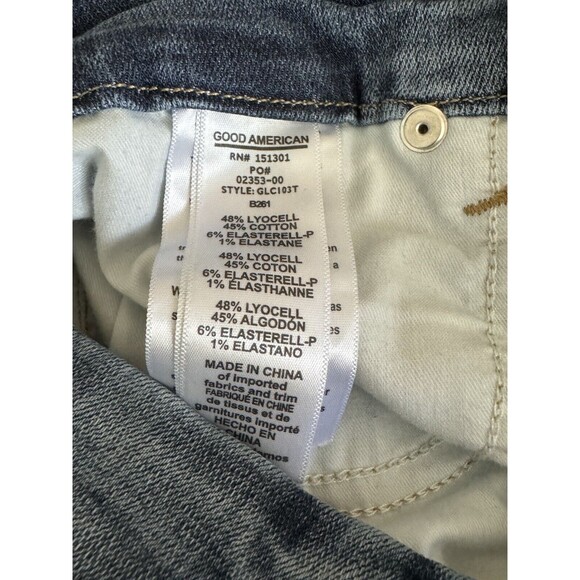 GOOD AMERICAN
RN# 151301
PO#
02353-00
STYLE: GLC103T
B261
48% LYOCELL
45% COTTON
6% ELASTERELL-P
1% ELASTANE
48% LYOCELL
45% COTON
6% ELASTERELL-P
1% ÉLASTHANNE
48% LYOCELL
45% ALGODÓN
6% ELASTERELL-P
1% ELASTANO
MADE IN CHINA
of imported
fabrics and trim
FABRIQUÉ EN CHINE
de tissus et de
garnitures importé
HECHO EN
CHINA